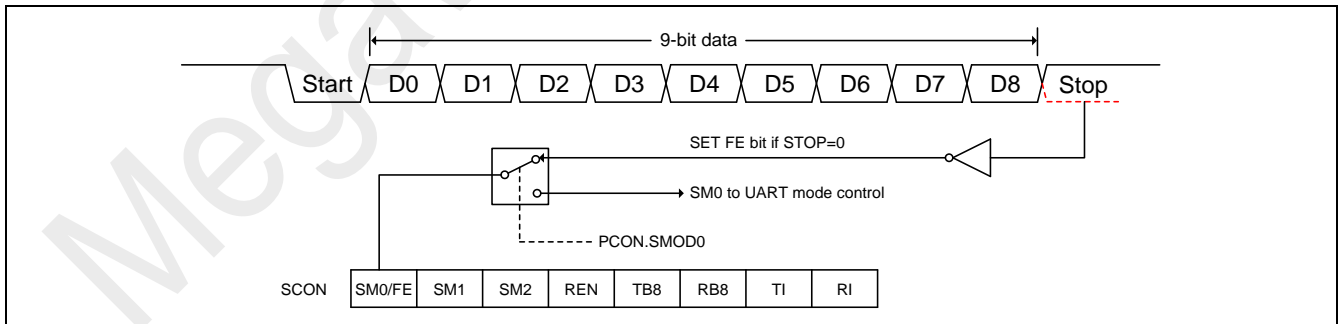 9-bit data
Start D0 D1 D2 D3 D4 D5 D6 D7 D8 Stop
SET FE bit if STOP=0
SM0 to UART mode control
PCON.SMOD0
SCON SM0/FE SM1 SM2 REN TB8 RB8 TI RI
Mega